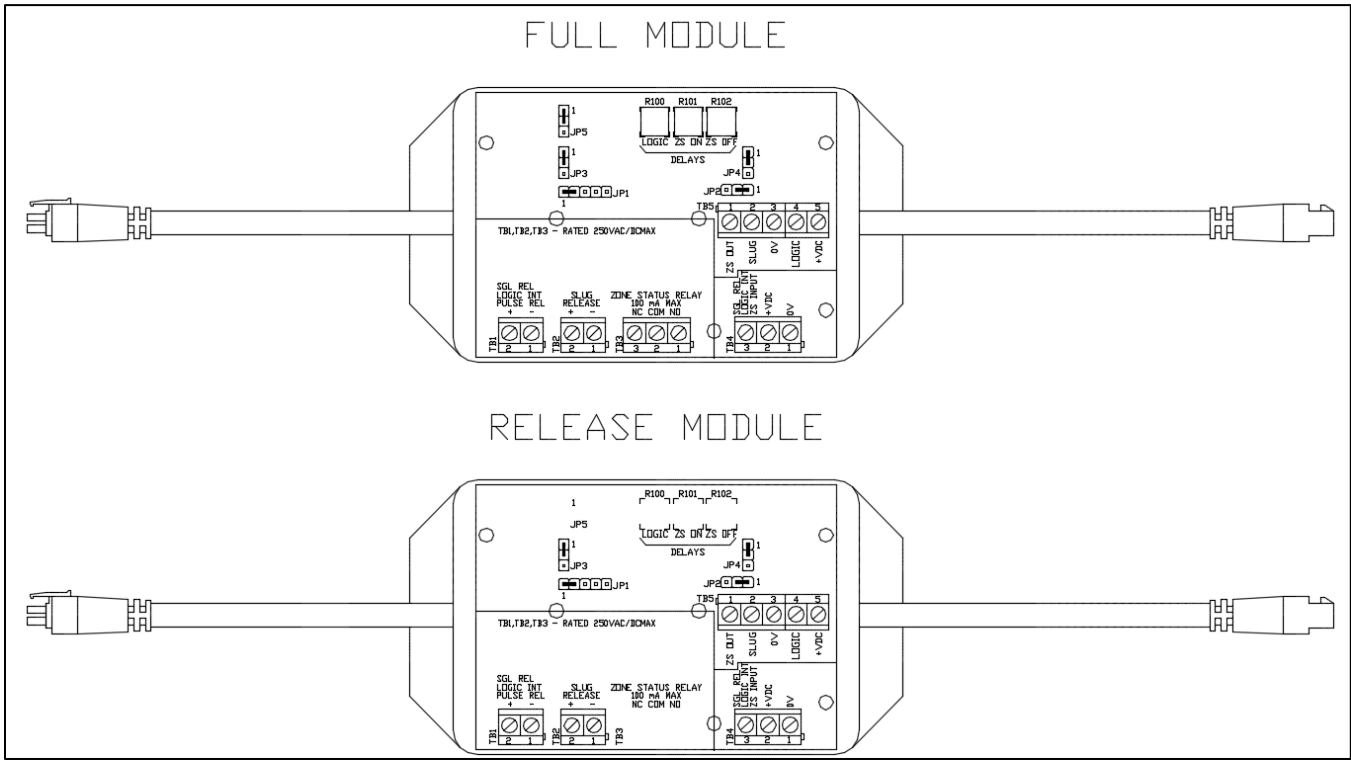 FULL MODULE
R100 R101 R102
1
JP5
LOGIC ZS ON ZS OFF
DELAYS
1
JP3
1
JP4
JP1
1
JP2 1
TB5 1 2 3 4 5
ZS OUT
SLUG
0V
LOGIC
+VDC
TB1,TB2,TB3 - RATED 250VAC/DCMAX
SGL REL
LOGIC INT
PULSE REL
+ -
TB1 2 1
SLUG
RELEASE
+ -
TB2 2 1
ZONE STATUS RELAY
100 mA MAX
NC COM NO
TB3 3 2 1
SGL REL
LOGIC INT
ZS INPUT
+VDC
0V
TB4 3 2 1
RELEASE MODULE
R100 R101 R102
1
JP5
LOGIC ZS ON ZS OFF
DELAYS
1
JP3
1
JP4
JP1
1
JP2 1
TB5 1 2 3 4 5
ZS OUT
SLUG
0V
LOGIC
+VDC
TB1,TB2,TB3 - RATED 250VAC/DCMAX
SGL REL
LOGIC INT
PULSE REL
+ -
TB1 2 1
SLUG
RELEASE
+ -
TB2 2 1
ZONE STATUS RELAY
100 mA MAX
NC COM NO
TB3
SGL REL
LOGIC INT
ZS INPUT
+VDC
0V
TB4 3 2 1